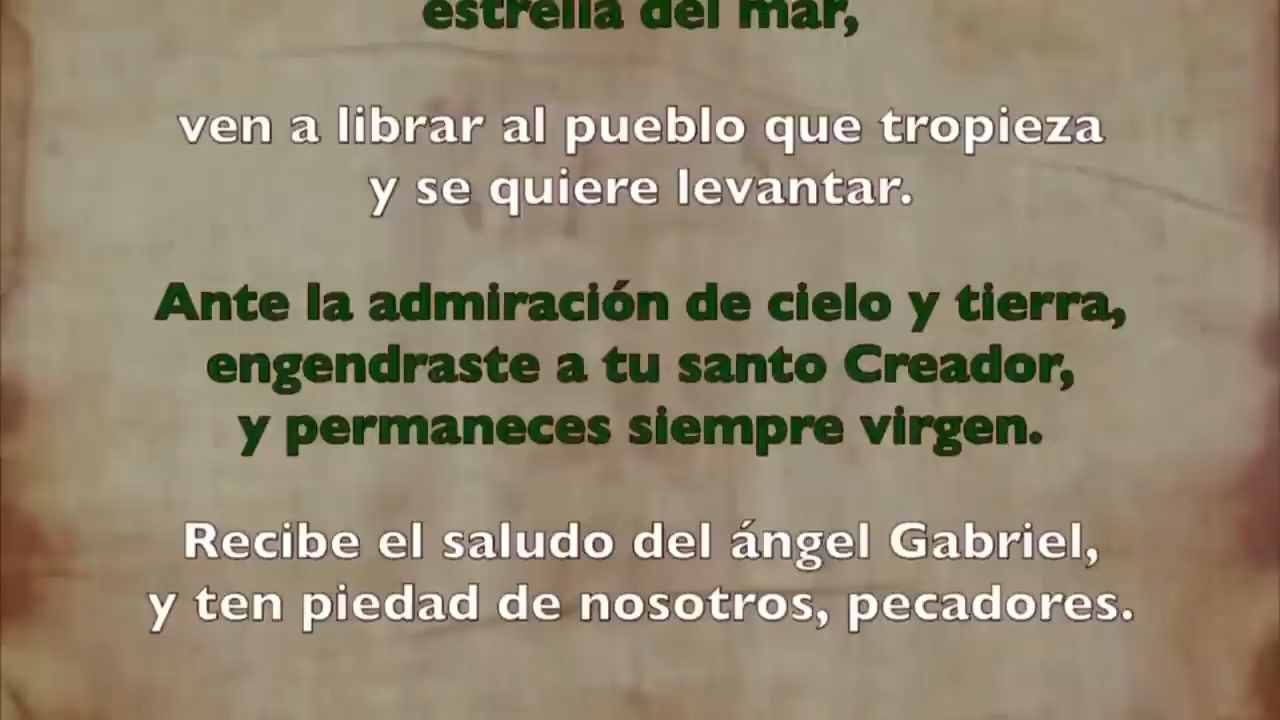 estrella del mar,
ven a librar al pueblo que tropieza
y se quiere levantar.
Ante la admiración de cielo y tierra,
engendraste a tu santo Creador,
y permaneces siempre virgen.
Recibe el saludo del ángel Gabriel,
y ten piedad de nosotros, pecadores.